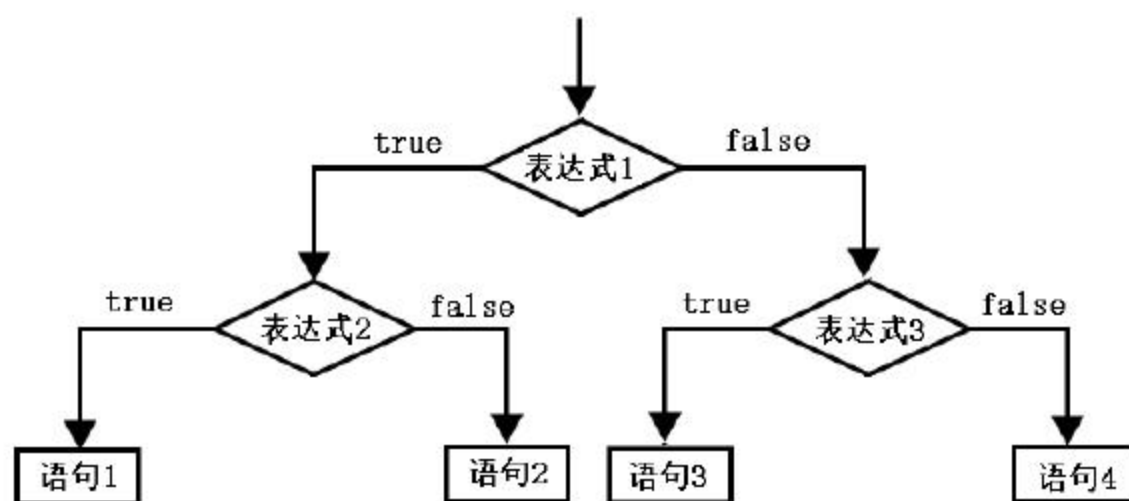 true
false
表达式1
true
false
true
false
表达式2
表达式3
语句1
语句2
语句3
语句4